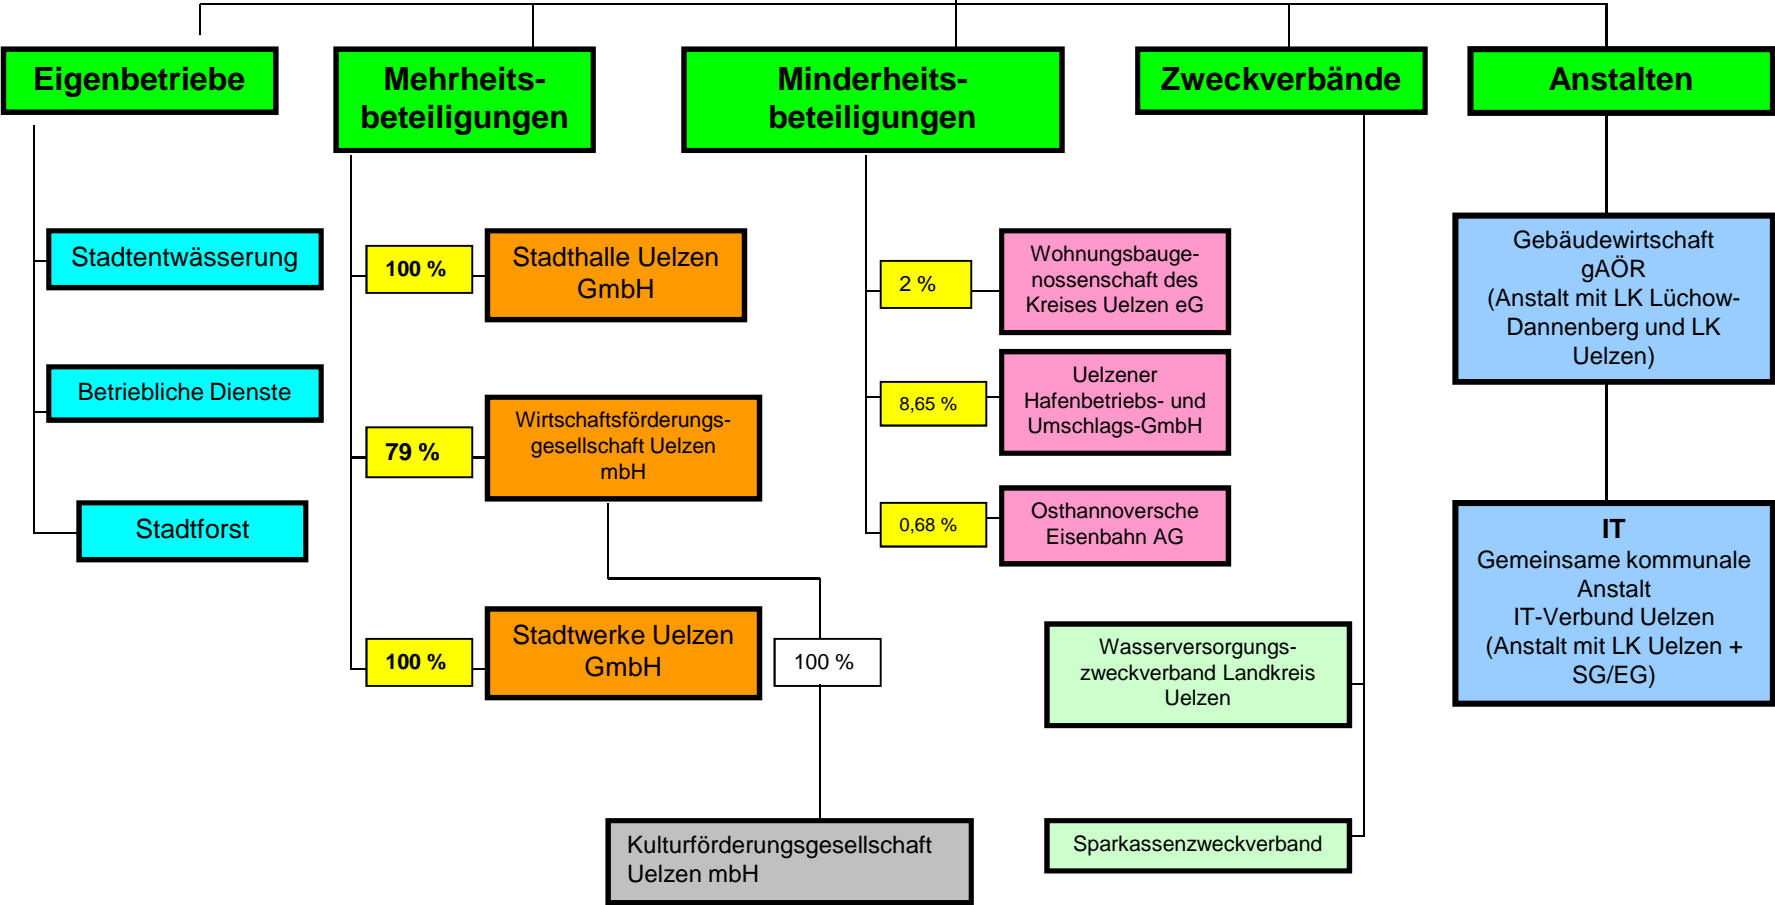 Eigenbetriebe
Mehrheits-
beteiligungen
Minderheits-
beteiligungen
Zweckverbände
Anstalten
Stadtentwässerung
Betriebliche Dienste
Stadtforst
100 %
Stadthalle Uelzen
GmbH
79 %
Wirtschaftsförderungs-
gesellschaft Uelzen
mbH
100 %
Stadtwerke Uelzen
GmbH
100 %
Kulturförderungsgesellschaft
Uelzen mbH
2 %
Wohnungsbauge-
nossenschaft des
Kreises Uelzen eG
8,65 %
Uelzener
Hafenbetriebs- und
Umschlags-GmbH
0,68 %
Osthannoversche
Eisenbahn AG
Wasserversorgungs-
zweckverband Landkreis
Uelzen
Sparkassenzweckverband
Gebäudewirtschaft
gAÖR
(Anstalt mit LK Lüchow-
Dannenberg und LK
Uelzen)
IT
Gemeinsame kommunale
Anstalt
IT-Verbund Uelzen
(Anstalt mit LK Uelzen +
SG/EG)